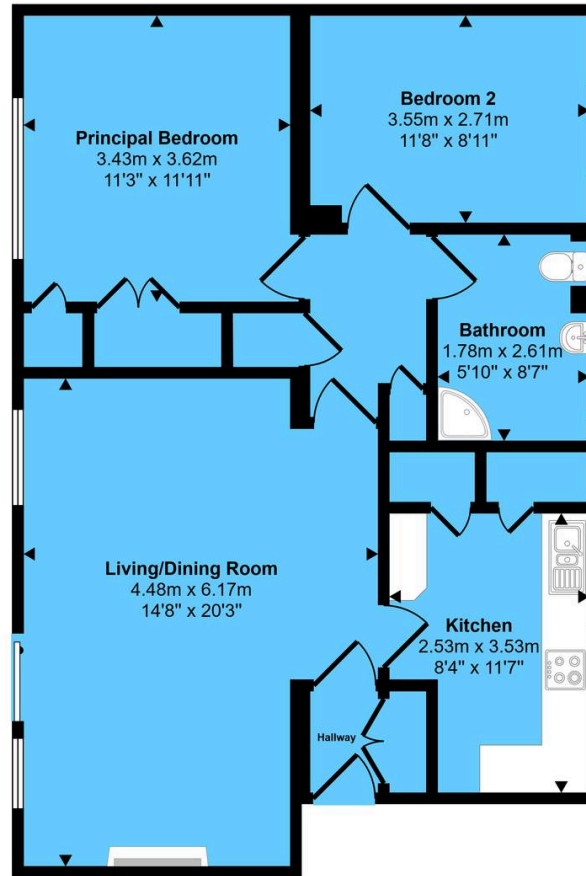 Principal Bedroom
3.43m x 3.62m
11'3" x 11'11"
Bedroom 2
3.55m x 2.71m
11'8" x 8'11"
Bathroom
1.78m x 2.61m
5'10" x 8'7"
Living/Dining Room
4.48m x 6.17m
14'8" x 20'3"
Kitchen
2.53m x 3.53m
8'4" x 11'7"
Hallway